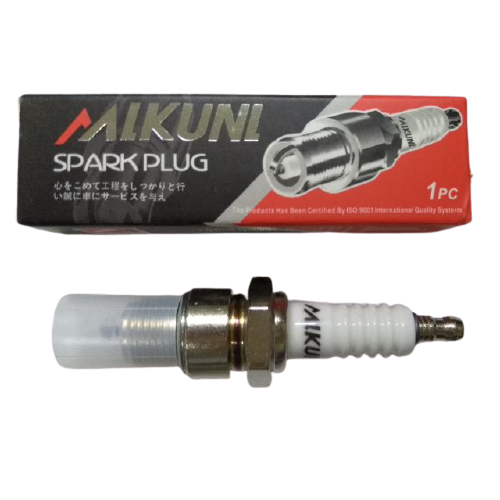 MIKUNI
SPARK PLUG
心をこめて工程をしっかりと行
い誠に車にサービスを与え
1PC
The Products Has Been Certified By ISO:9001 International Quality Systems
MIKUNI